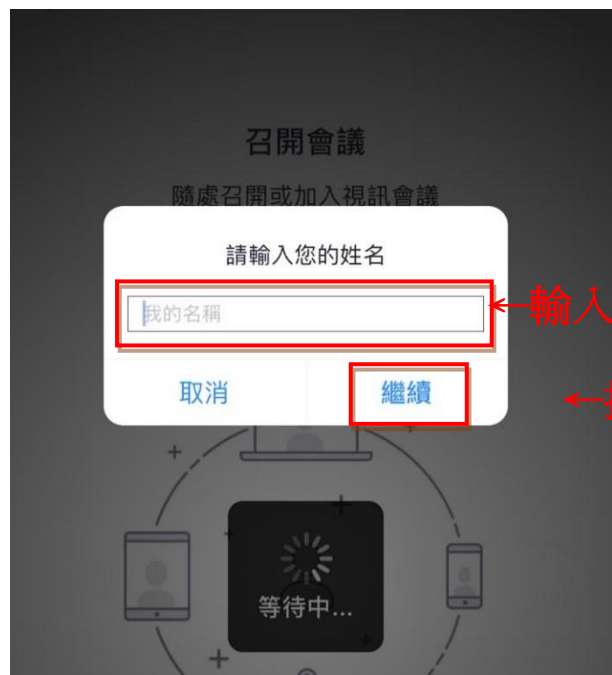 召開會議
隨處召開或加入視訊會議
請輸入您的姓名
我的名稱
←輸入
取消
繼續
←
等待中...